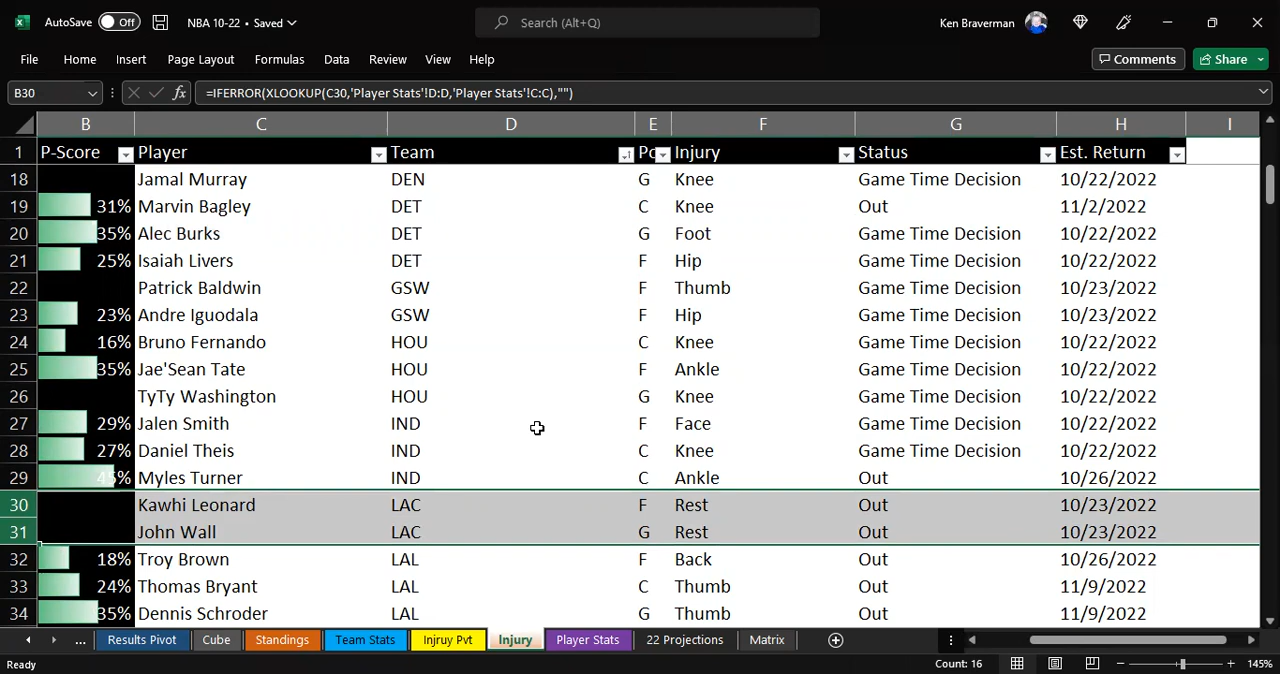 AutoSave Off NBA 10-22 • Saved Search (Alt+Q) Ken Braverman
File Home Insert Page Layout Formulas Data Review View Help Comments Share
B30 fx =IFERROR(XLOOKUP(C30,'Player Stats'!D:D,'Player Stats'!C:C),"")
B C D E F G H I
1 P-Score Player Team Po Injury Status Est. Return
18 Jamal Murray DEN G Knee Game Time Decision 10/22/2022
19 31% Marvin Bagley DET C Knee Out 11/2/2022
20 35% Alec Burks DET G Foot Game Time Decision 10/22/2022
21 25% Isaiah Livers DET F Hip Game Time Decision 10/22/2022
22 Patrick Baldwin GSW F Thumb Game Time Decision 10/23/2022
23 23% Andre Iguodala GSW F Hip Game Time Decision 10/23/2022
24 16% Bruno Fernando HOU C Knee Game Time Decision 10/22/2022
25 35% Jae'Sean Tate HOU F Ankle Game Time Decision 10/22/2022
26 TyTy Washington HOU G Knee Game Time Decision 10/22/2022
27 29% Jalen Smith IND F Face Game Time Decision 10/22/2022
28 27% Daniel Theis IND C Knee Game Time Decision 10/22/2022
29 45% Myles Turner IND C Ankle Out 10/26/2022
30 Kawhi Leonard LAC F Rest Out 10/23/2022
31 John Wall LAC G Rest Out 10/23/2022
32 18% Troy Brown LAL F Back Out 10/26/2022
33 24% Thomas Bryant LAL C Thumb Out 11/9/2022
34 35% Dennis Schroder LAL G Thumb Out 11/9/2022
... Results Pivot Cube Standings Team Stats Injruy Pvt Injury Player Stats 22 Projections Matrix
Ready Count: 16 145%